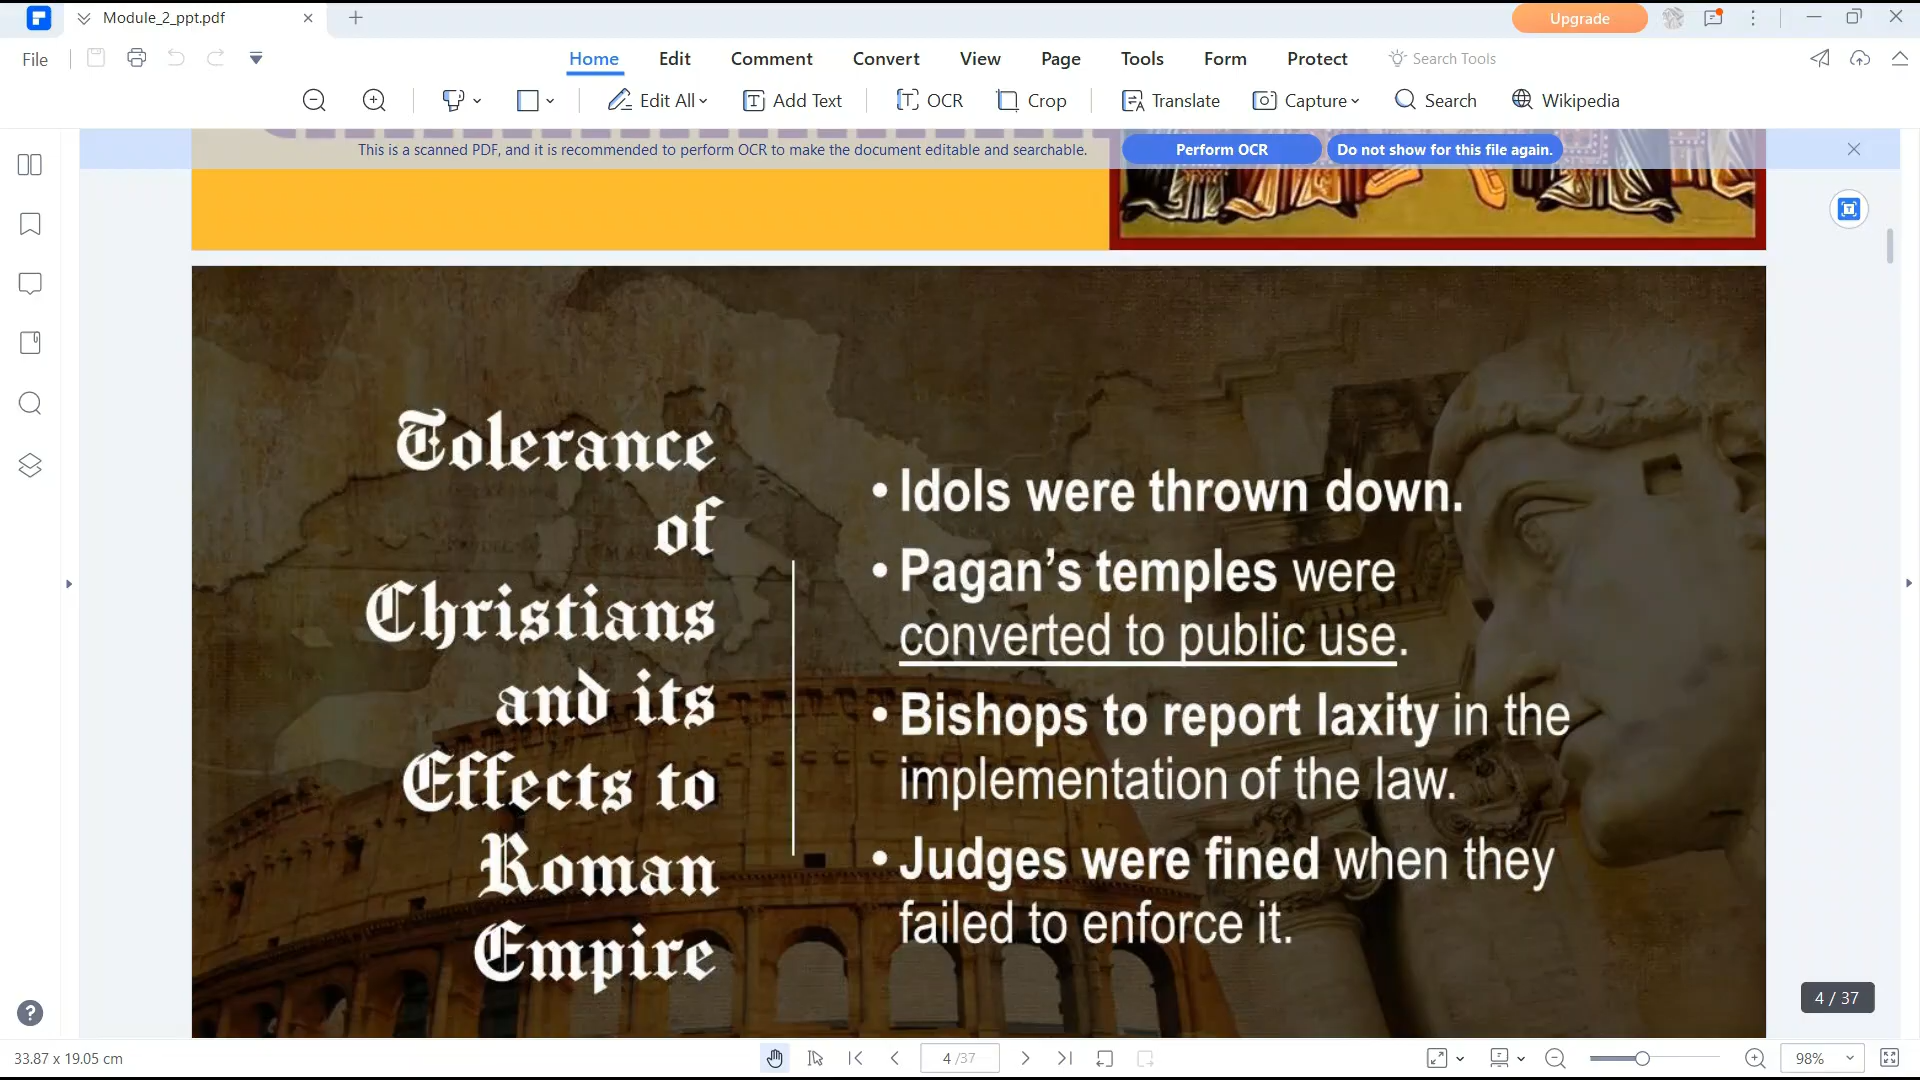 Module_2_ppt.pdf
Upgrade
File
Home Edit Comment Convert View Page Tools Form Protect Search Tools
Edit All Add Text OCR Crop Translate Capture Search Wikipedia
This is a scanned PDF, and it is recommended to perform OCR to make the document editable and searchable. Perform OCR Do not show for this file again.
Tolerance
of
Christians
and its
Effects to
Roman
Empire
• Idols were thrown down.
• Pagan’s temples were
converted to public use.
• Bishops to report laxity in the
implementation of the law.
• Judges were fined when they
failed to enforce it.
4 / 37
33.87 x 19.05 cm
4 /37
98%